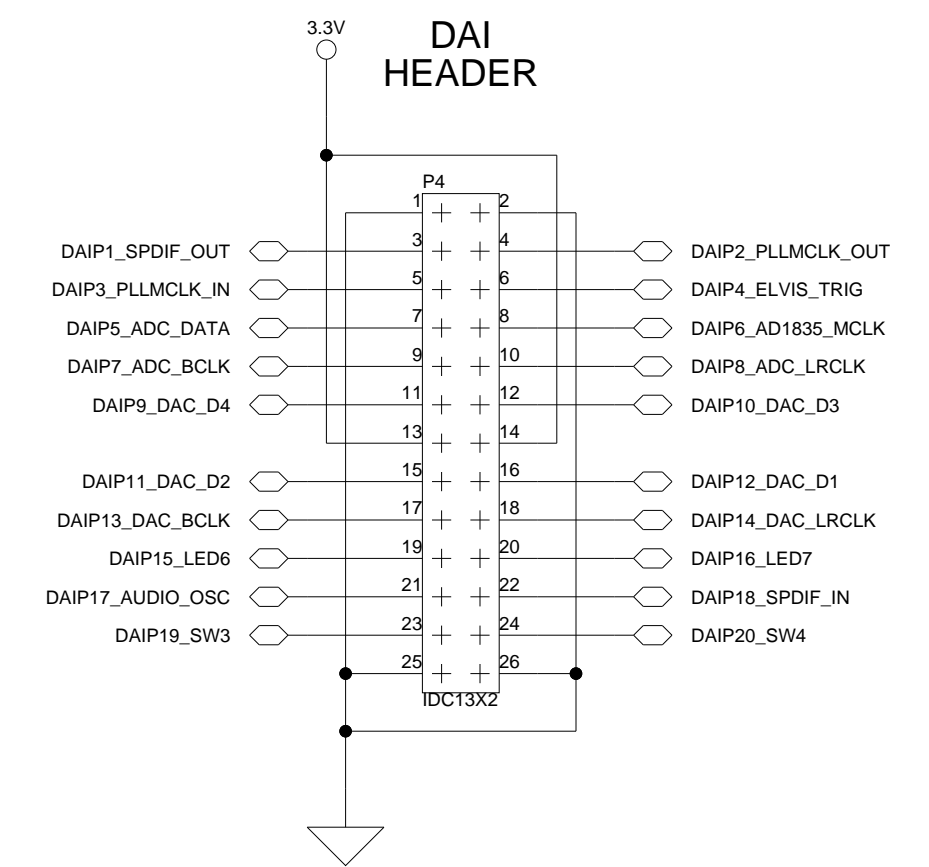 3.3V
DAI
HEADER
P4
1 2
DAIP1_SPDIF_OUT 3 4 DAIP2_PLLMCLK_OUT
DAIP3_PLLMCLK_IN 5 6 DAIP4_ELVIS_TRIG
DAIP5_ADC_DATA 7 8 DAIP6_AD1835_MCLK
DAIP7_ADC_BCLK 9 10 DAIP8_ADC_LRCLK
DAIP9_DAC_D4 11 12 DAIP10_DAC_D3
13 14
DAIP11_DAC_D2 15 16 DAIP12_DAC_D1
DAIP13_DAC_BCLK 17 18 DAIP14_DAC_LRCLK
DAIP15_LED6 19 20 DAIP16_LED7
DAIP17_AUDIO_OSC 21 22 DAIP18_SPDIF_IN
DAIP19_SW3 23 24 DAIP20_SW4
25 26
IDC13X2